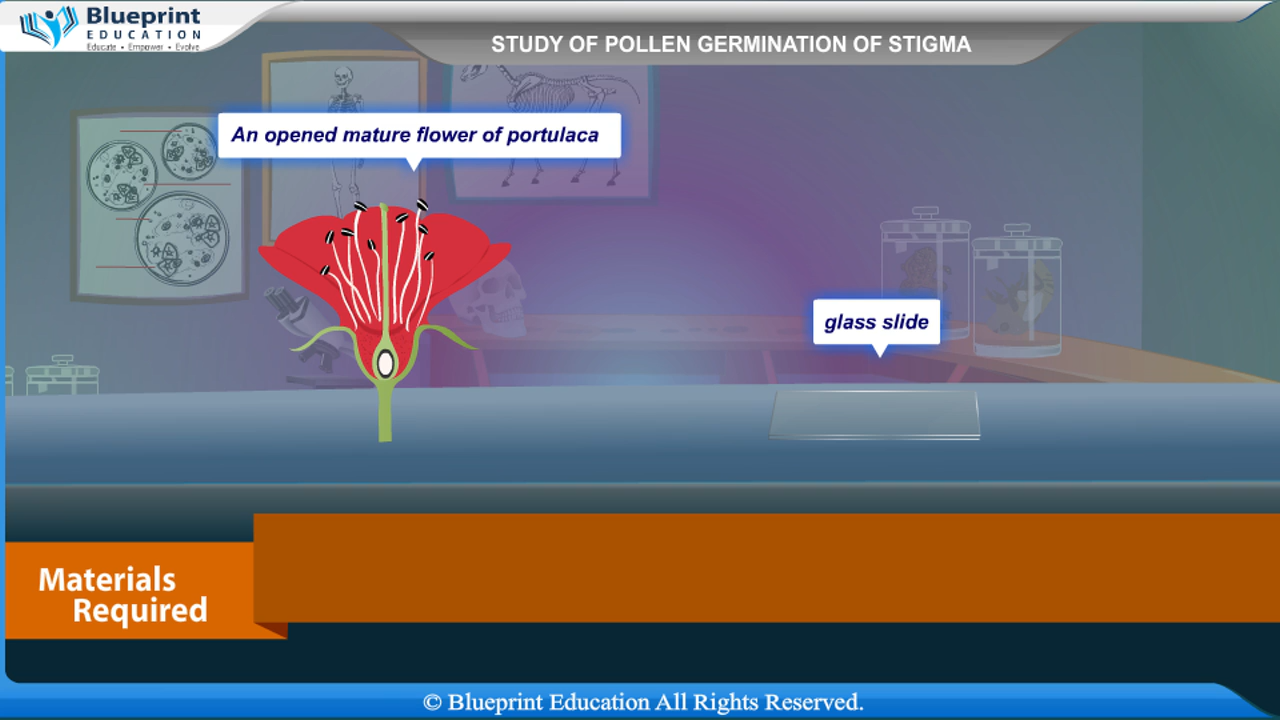 Blueprint
EDUCATION
Educate • Empower • Evolve
STUDY OF POLLEN GERMINATION OF STIGMA
An opened mature flower of portulaca
glass slide
Materials
Required
© Blueprint Education All Rights Reserved.